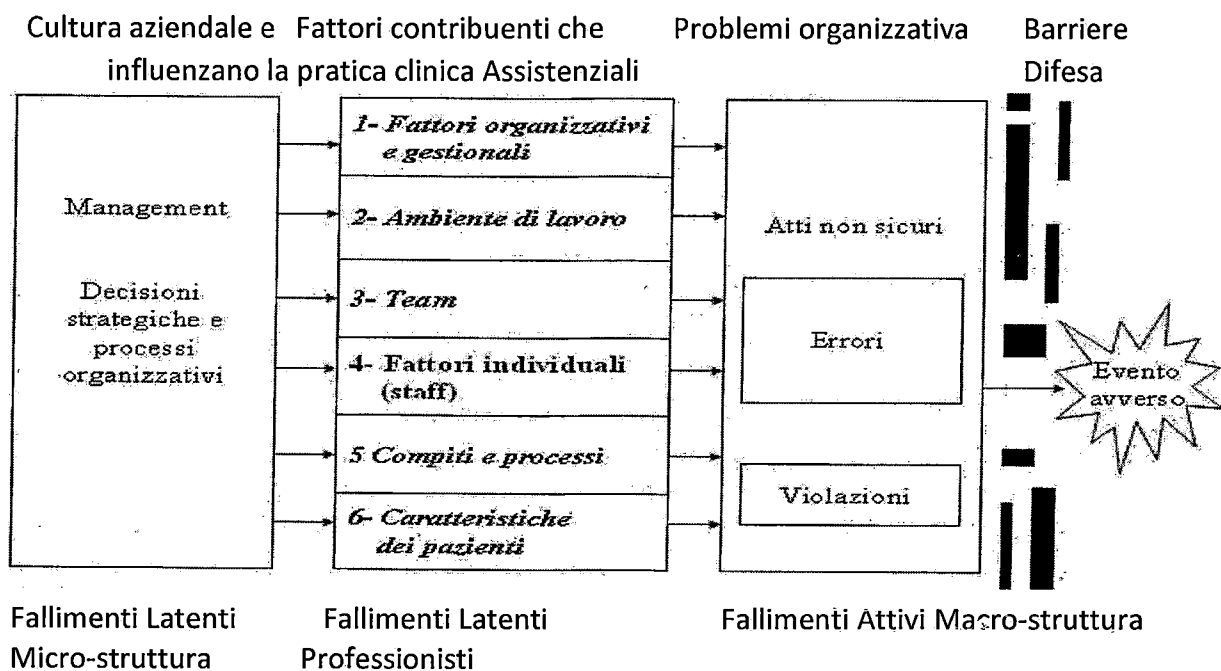 Cultura aziendale e Fattori contribuenti che Problemi organizzativa Barriere
influenzano la pratica clinica Assistenziali Difesa
Management
Decisioni
strategiche e
processi
organizzativi
1- Fattori organizzativi
e gestionali
2- Ambiente di lavoro
3- Team
4- Fattori individuali
(staff)
5 Compiti e processi
6- Caratteristiche
dei pazienti
Atti non sicuri
Errori
Violazioni
Evento
avverso
Fallimenti Latenti Fallimenti Latenti Fallimenti Attivi Macro-struttura
Micro-struttura Professionisti